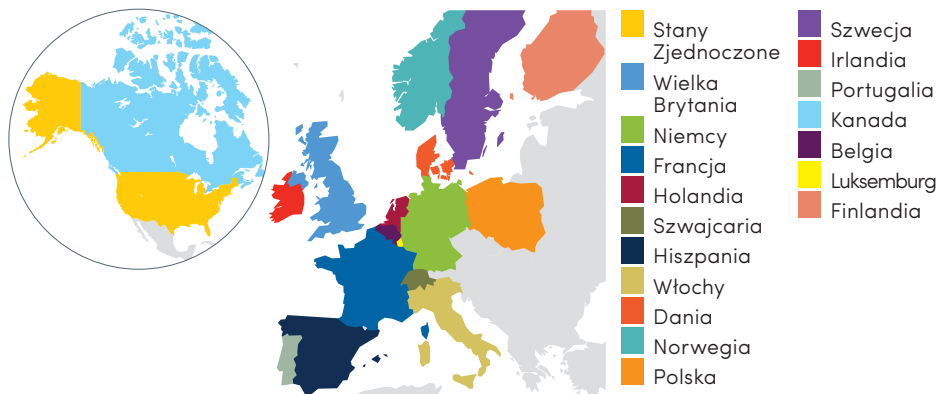 Stany
Zjednoczone
Wielka
Brytania
Niemcy
Francja
Holandia
Szwajcaria
Hiszpania
Włochy
Dania
Norwegia
Polska
Szwecja
Irlandia
Portugalia
Kanada
Belgia
Luksemburg
Finlandia